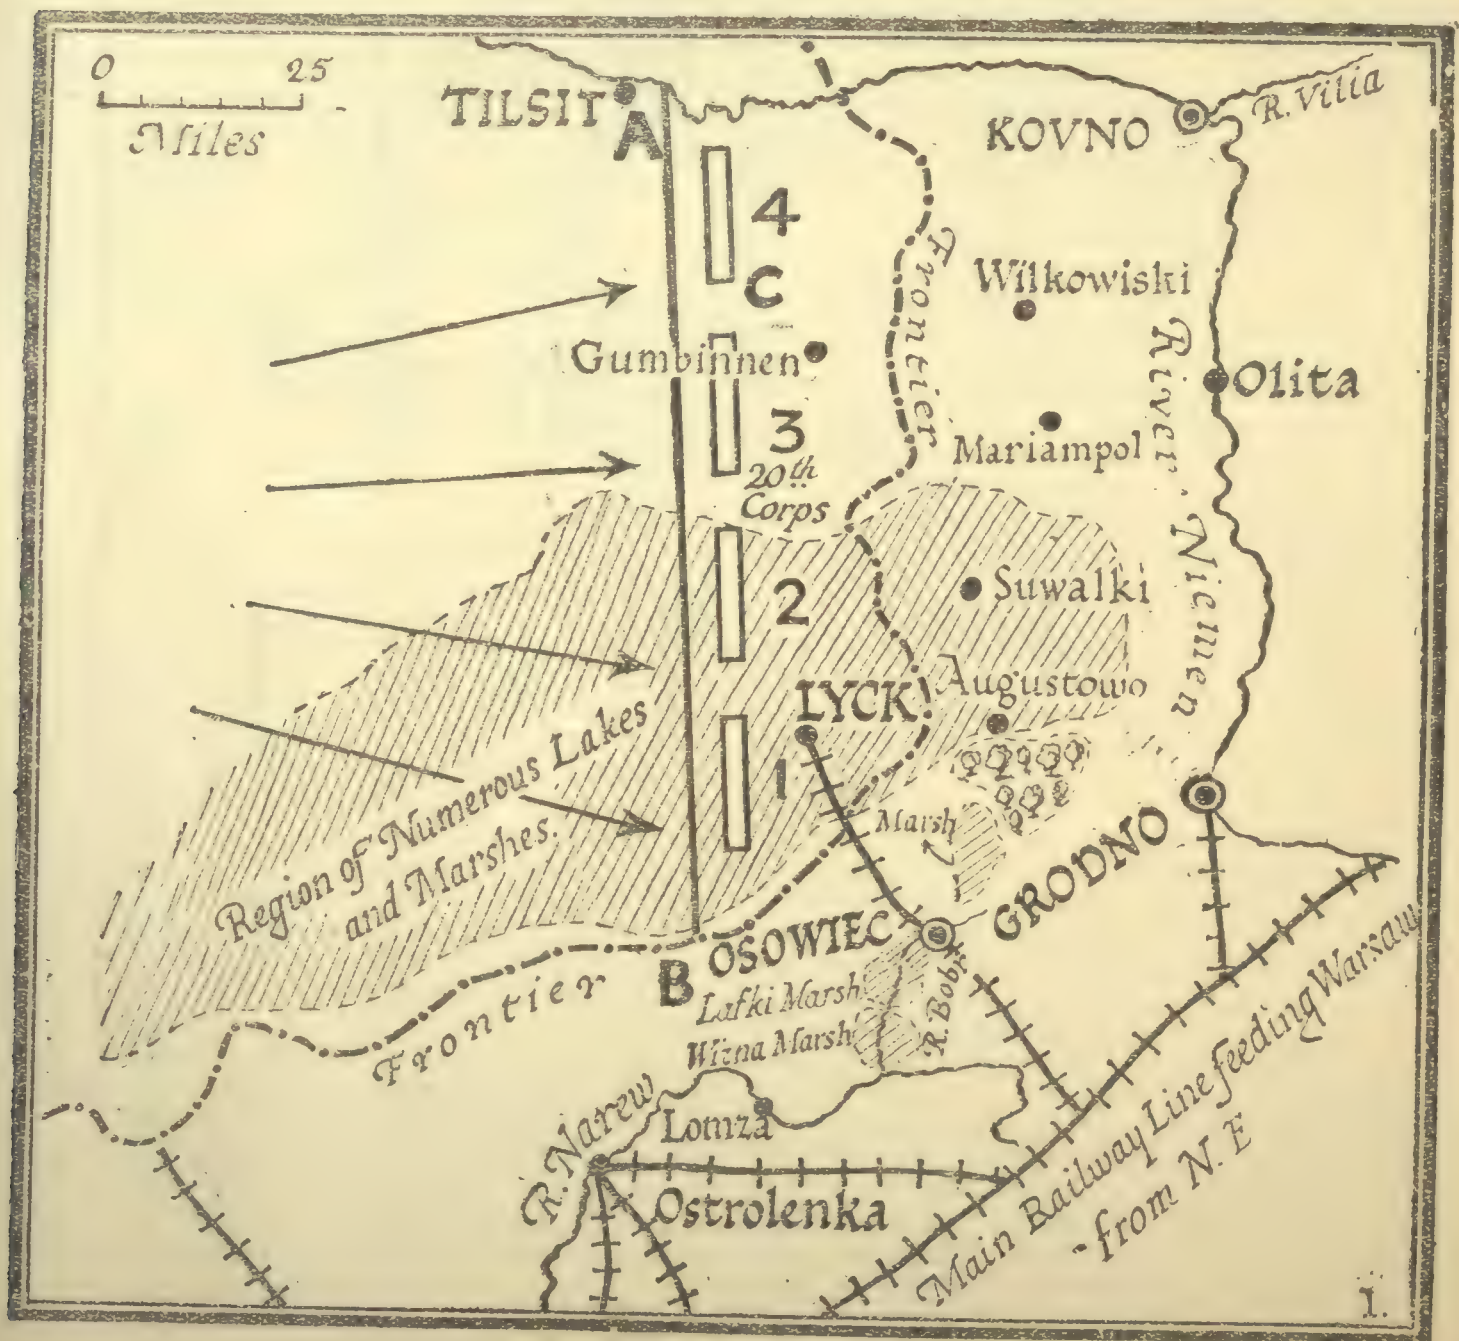 0 25
Miles
TILSIT
A
KOVNO
R. Vilia
4
C
Frontier
Wilkowiski
Gumbinnen
River Niemen
Olita
3
20th
Corps
Mariampol
2
Suwalki
LYCK
Augustowo
1
Region of Numerous Lakes
and Marshes.
Marsh
GRODNO
B
OSOWIEC
Lafki Marsh
Wizna Marsh
R. Bobr
Frontier
R. Narew
Lomza
Ostrolenka
Main Railway Line feeding Warsaw
from N. E
I.